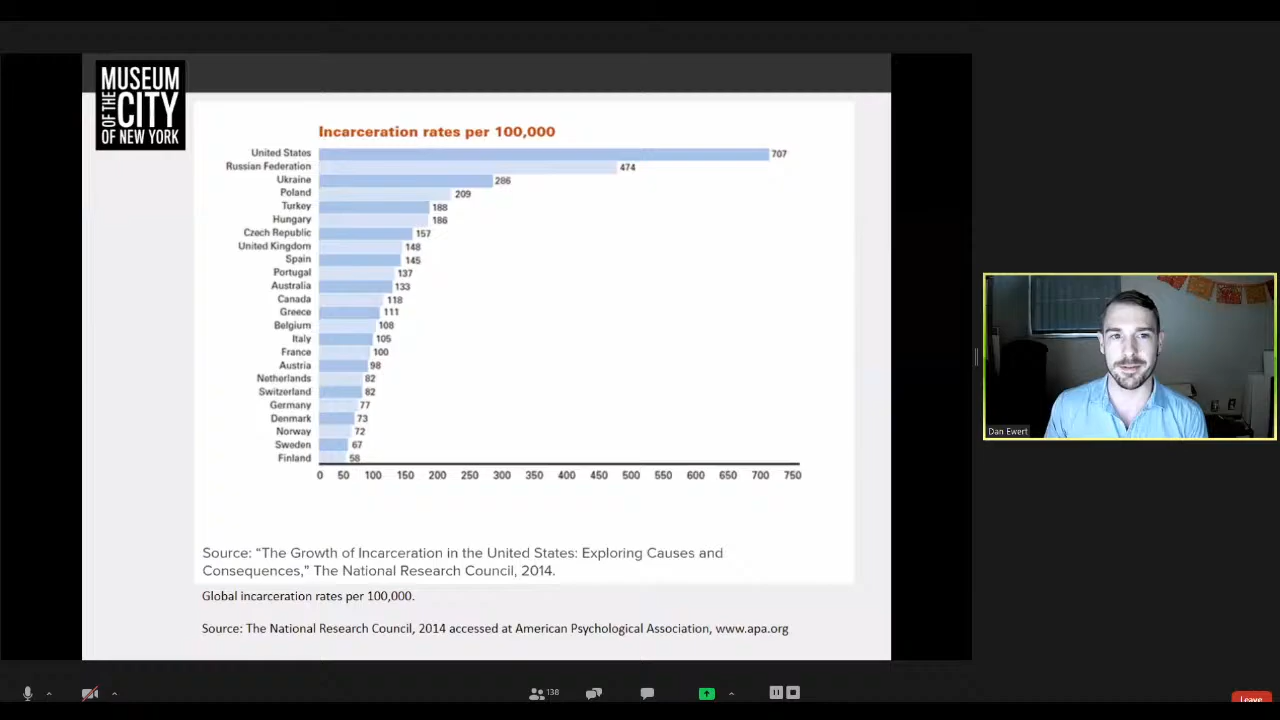 MUSEUM
OF THE
CITY
OF NEW YORK
Incarceration rates per 100,000
United States 707
Russian Federation 474
Ukraine 286
Poland 209
Turkey 188
Hungary 186
Czech Republic 157
United Kingdom 148
Spain 145
Portugal 137
Australia 133
Canada 118
Greece 111
Belgium 108
Italy 105
France 100
Austria 98
Netherlands 82
Switzerland 82
Germany 77
Denmark 73
Norway 72
Sweden 67
Finland 58
0 50 100 150 200 250 300 350 400 450 500 550 600 650 700 750
Source: “The Growth of Incarceration in the United States: Exploring Causes and
Consequences,” The National Research Council, 2014.
Global incarceration rates per 100,000.
Source: The National Research Council, 2014 accessed at American Psychological Association, www.apa.org
Dan Ewert
138
Leave